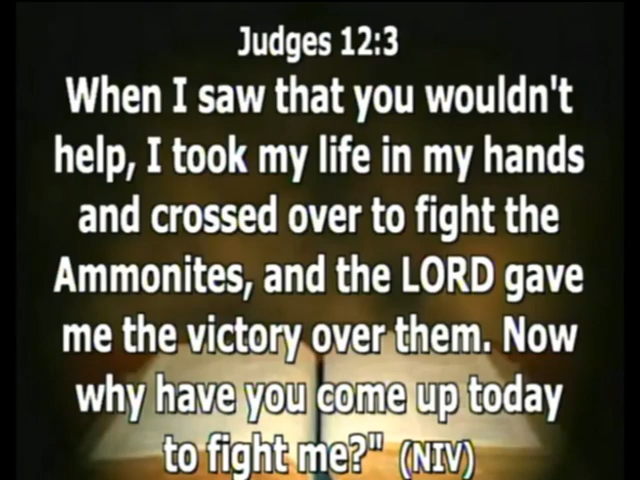 Judges 12:3
When I saw that you wouldn't
help, I took my life in my hands
and crossed over to fight the
Ammonites, and the LORD gave
me the victory over them. Now
why have you come up today
to fight me?" (NIV)